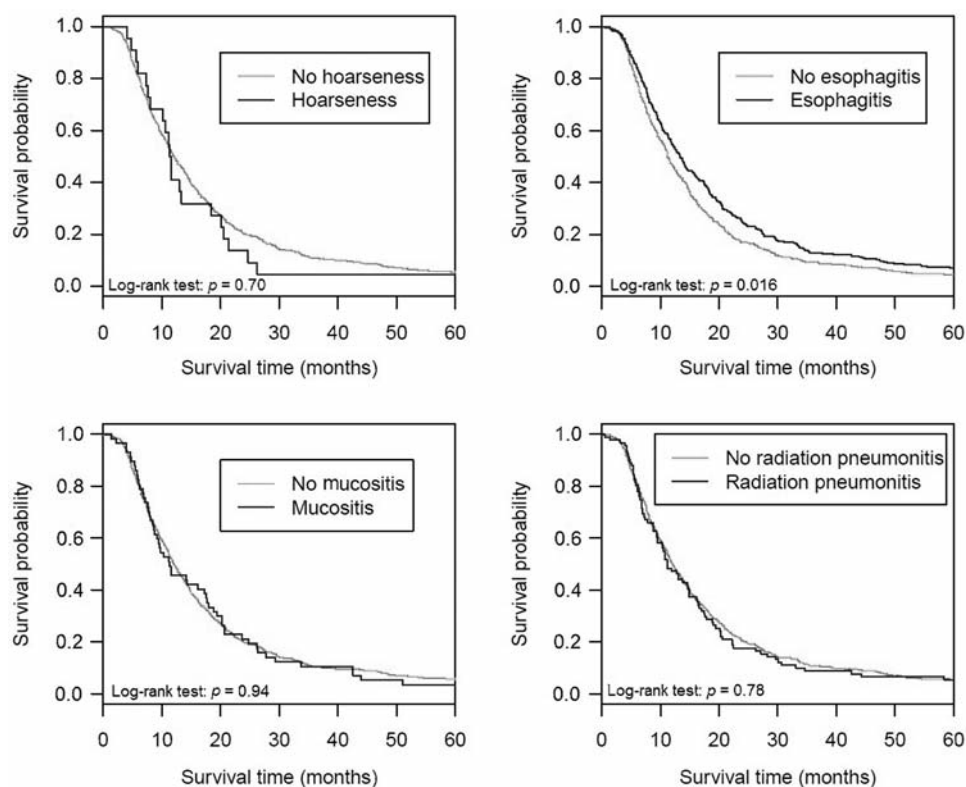 1.0
0.8
0.6
0.4
0.2
0.0
Survival probability
No hoarseness
Hoarseness
Log-rank test: p = 0.70
0 10 20 30 40 50 60
Survival time (months)
1.0
0.8
0.6
0.4
0.2
0.0
Survival probability
No esophagitis
Esophagitis
Log-rank test: p = 0.016
0 10 20 30 40 50 60
Survival time (months)
1.0
0.8
0.6
0.4
0.2
0.0
Survival probability
No mucositis
Mucositis
Log-rank test: p = 0.94
0 10 20 30 40 50 60
Survival time (months)
1.0
0.8
0.6
0.4
0.2
0.0
Survival probability
No radiation pneumonitis
Radiation pneumonitis
Log-rank test: p = 0.78
0 10 20 30 40 50 60
Survival time (months)